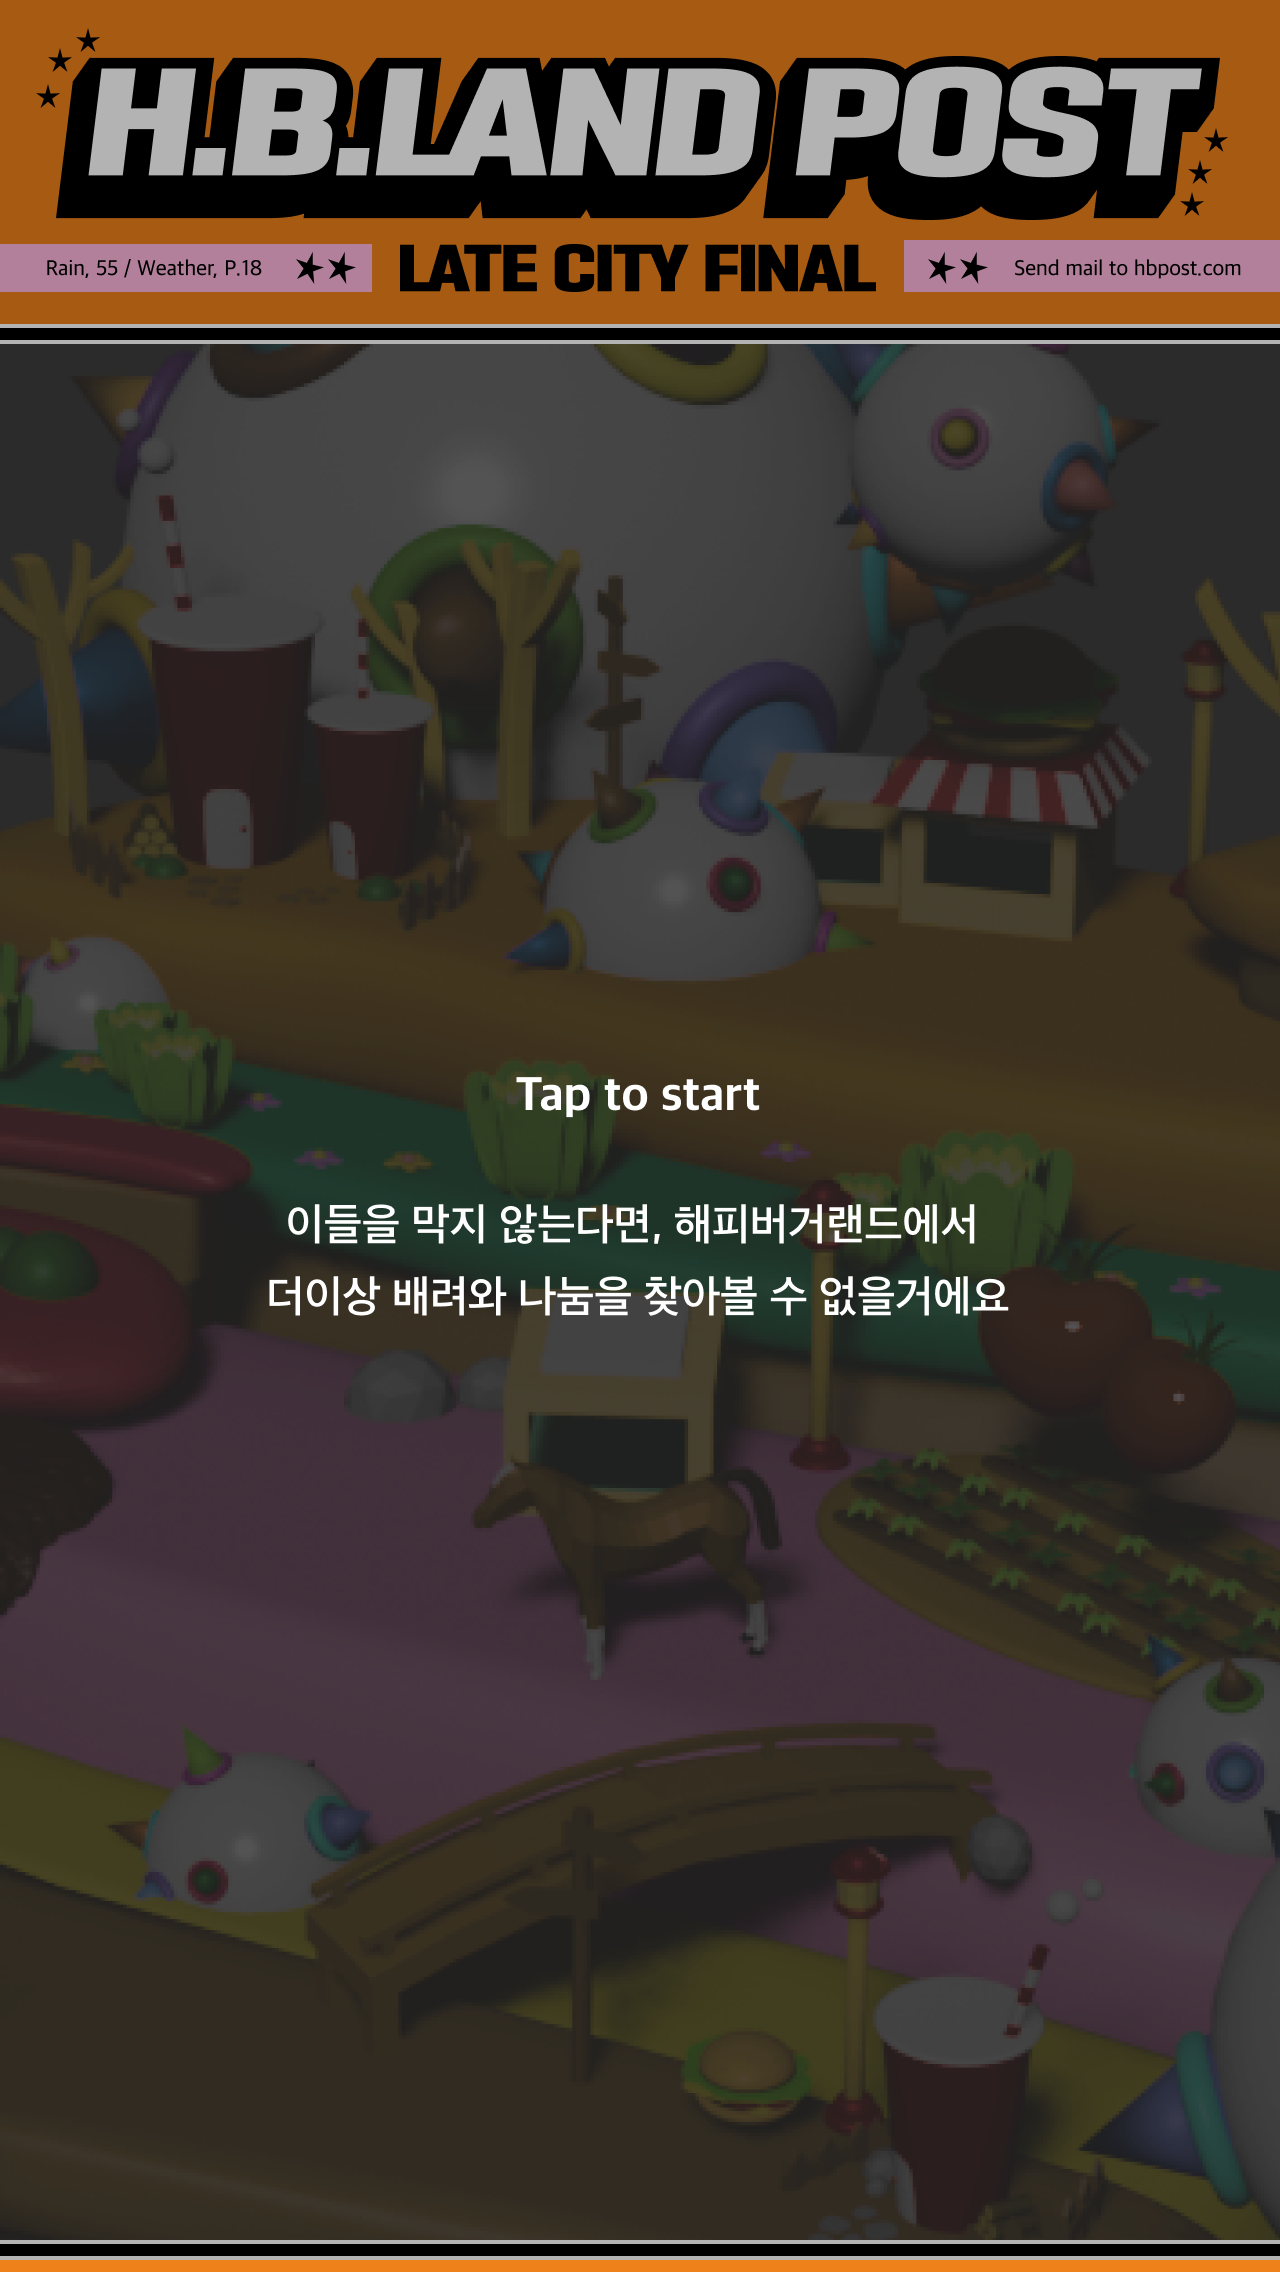 H.B.LAND POST
Rain, 55 / Weather, P.18
LATE CITY FINAL
Send mail to hbpost.com
Tap to start
이들을 막지 않는다면, 해피버거랜드에서
더이상 배려와 나눔을 찾아볼 수 없을거에요